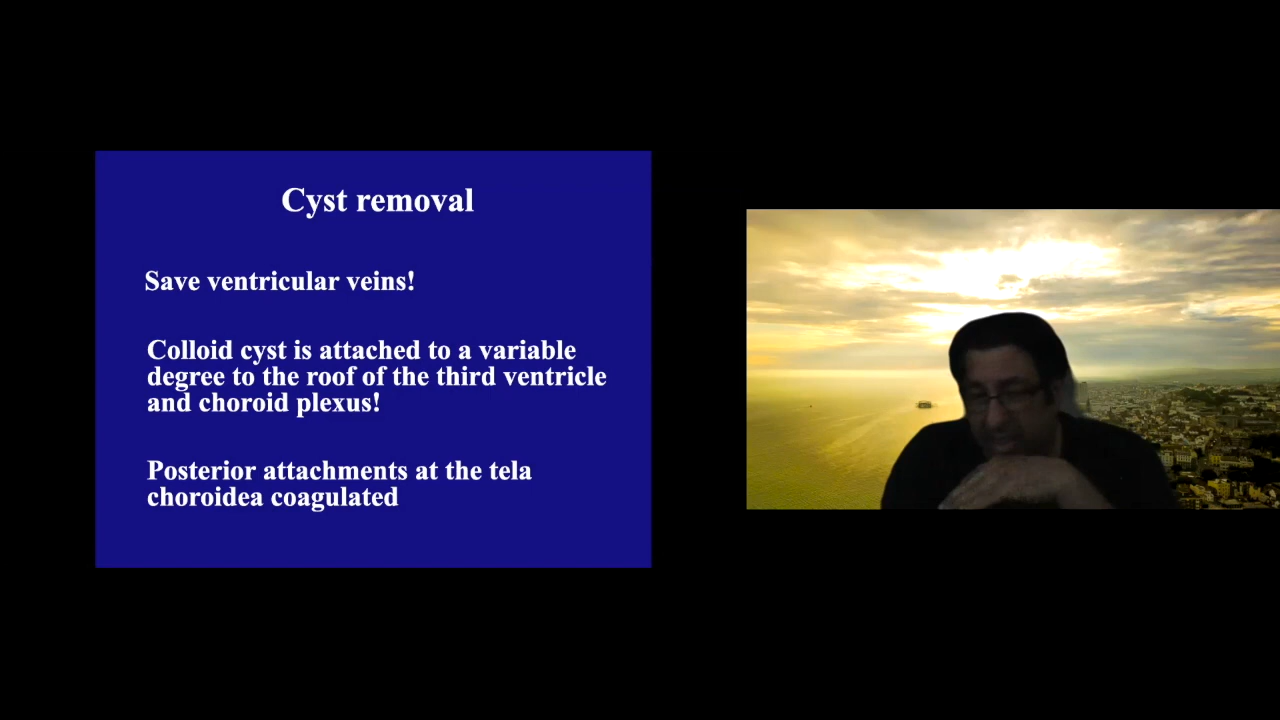 Cyst removal
Save ventricular veins!
Colloid cyst is attached to a variable
degree to the roof of the third ventricle
and choroid plexus!
Posterior attachments at the tela
choroidea coagulated